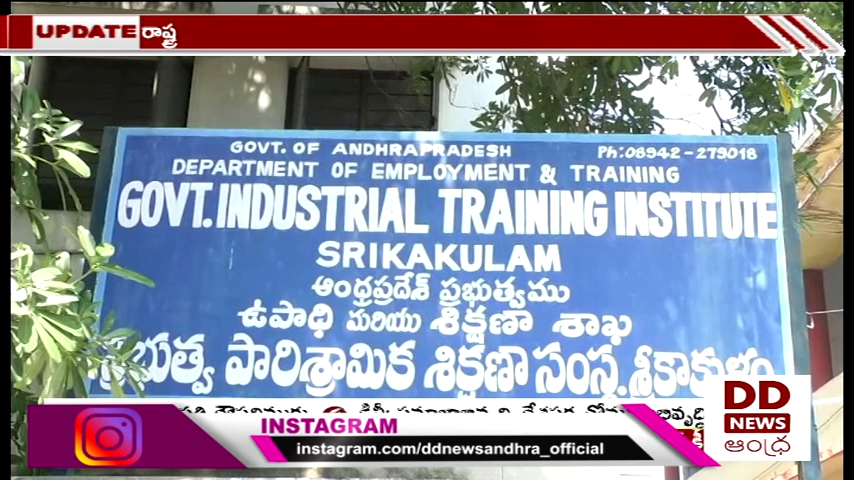 UPDATE రాష్ట్ర
GOVT. OF ANDHRAPRADESH Ph:08942-279018
DEPARTMENT OF EMPLOYMENT & TRAINING
GOVT. INDUSTRIAL TRAINING INSTITUTE
SRIKAKULAM
ఆంధ్రప్రదేశ్ ప్రభుత్వము
ఉపాధి మరియు శిక్షణా శాఖ
ప్రభుత్వ పారిశ్రామిక శిక్షణా సంస్థ. శ్రీకాకుళం
INSTAGRAM
instagram.com/ddnewsandhra_official
DD
NEWS
ఆంధ్ర